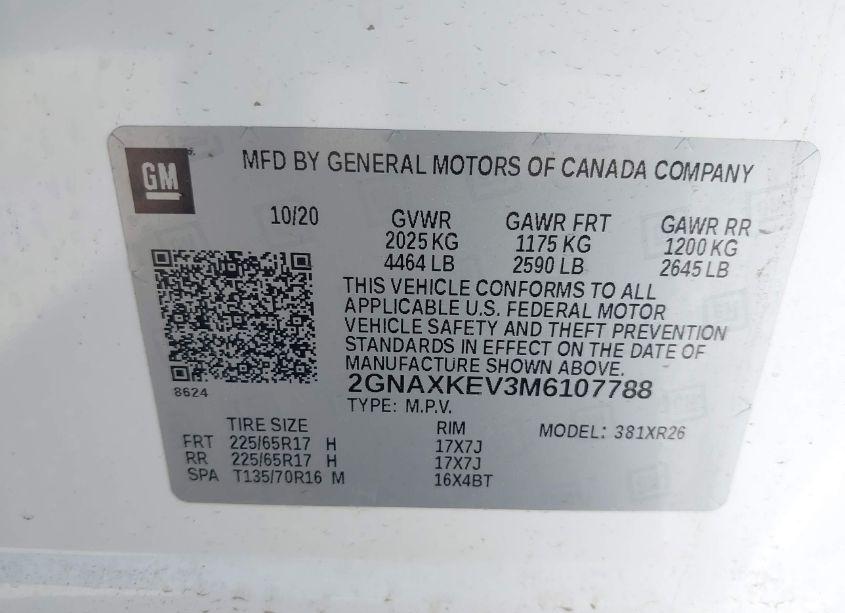 GM
MFD BY GENERAL MOTORS OF CANADA COMPANY
10/20 GVWR GAWR FRT GAWR RR
2025 KG 1175 KG 1200 KG
4464 LB 2590 LB 2645 LB
THIS VEHICLE CONFORMS TO ALL
APPLICABLE U.S. FEDERAL MOTOR
VEHICLE SAFETY AND THEFT PREVENTION
STANDARDS IN EFFECT ON THE DATE OF
MANUFACTURE SHOWN ABOVE.
8624
2GNAXKEV3M6107788
TYPE: M.P.V.
TIRE SIZE RIM MODEL: 381XR26
FRT 225/65R17 H 17X7J
RR 225/65R17 H 17X7J
SPA T135/70R16 M 16X4BT